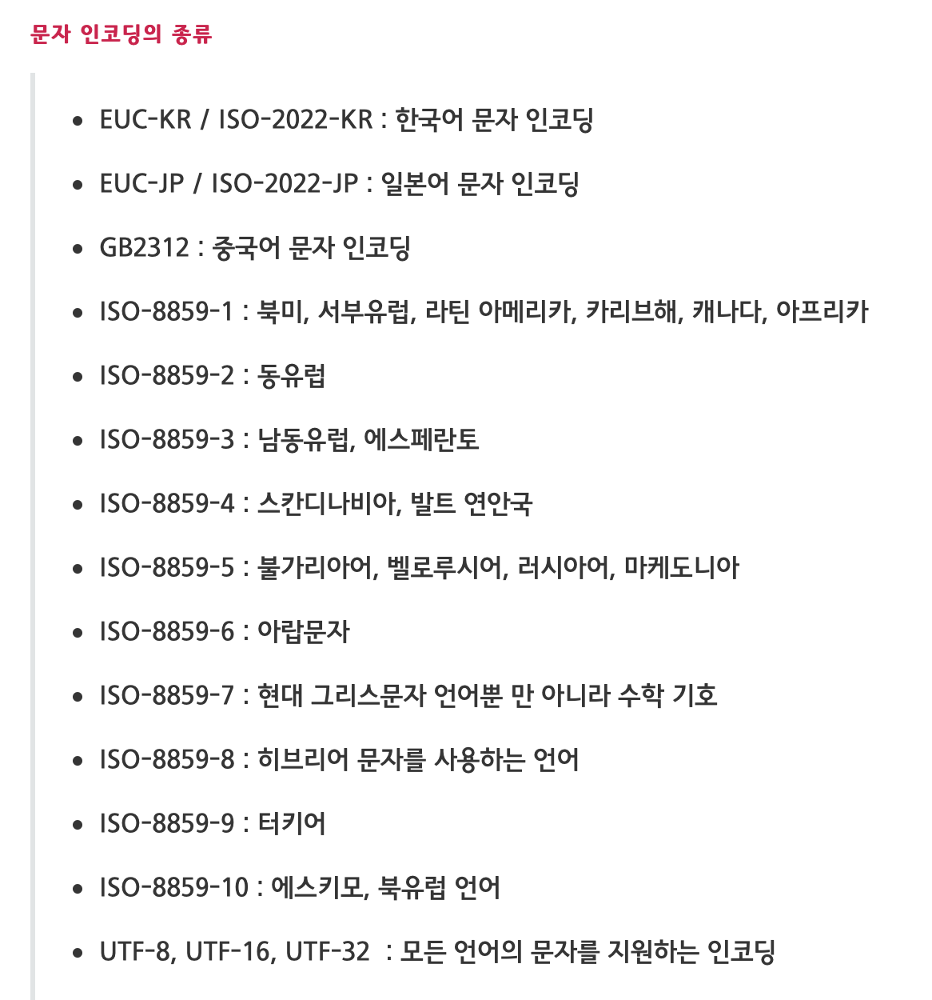 문자 인코딩의 종류
• EUC-KR / ISO-2022-KR : 한국어 문자 인코딩
• EUC-JP / ISO-2022-JP : 일본어 문자 인코딩
• GB2312 : 중국어 문자 인코딩
• ISO-8859-1 : 북미, 서부유럽, 라틴 아메리카, 카리브해, 캐나다, 아프리카
• ISO-8859-2 : 동유럽
• ISO-8859-3 : 남동유럽, 에스페란토
• ISO-8859-4 : 스칸디나비아, 발트 연안국
• ISO-8859-5 : 불가리아어, 벨로루시어, 러시아어, 마케도니아
• ISO-8859-6 : 아랍문자
• ISO-8859-7 : 현대 그리스문자 언어뿐 만 아니라 수학 기호
• ISO-8859-8 : 히브리어 문자를 사용하는 언어
• ISO-8859-9 : 터키어
• ISO-8859-10 : 에스키모, 북유럽 언어
• UTF-8, UTF-16, UTF-32  : 모든 언어의 문자를 지원하는 인코딩